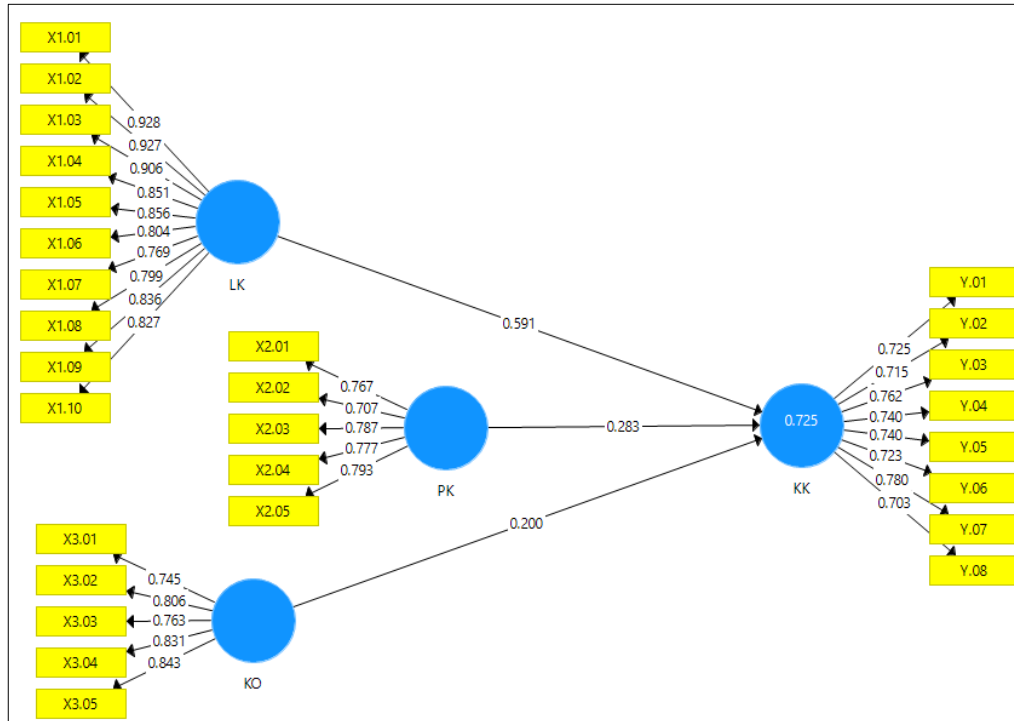 X1.01
X1.02
X1.03
X1.04
X1.05
X1.06
X1.07
X1.08
X1.09
X1.10
0.928
0.927
0.906
0.851
0.856
0.804
0.769
0.799
0.836
0.827
LK
0.591
X2.01
X2.02
X2.03
X2.04
X2.05
0.767
0.707
0.787
0.777
0.793
PK
0.283
X3.01
X3.02
X3.03
X3.04
X3.05
0.745
0.806
0.763
0.831
0.843
KO
0.200
0.725
KK
0.725
0.715
0.762
0.740
0.740
0.723
0.780
0.703
Y.01
Y.02
Y.03
Y.04
Y.05
Y.06
Y.07
Y.08